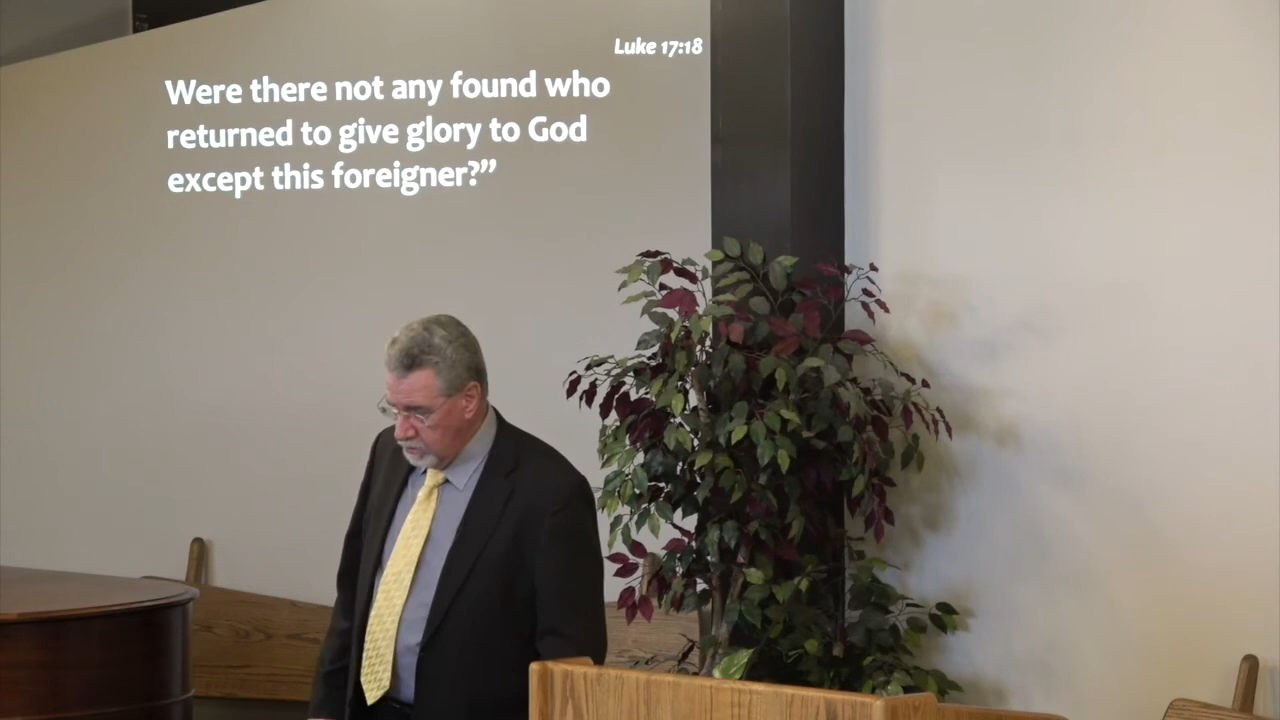 Luke 17:18
Were there not any found who
returned to give glory to God
except this foreigner?”